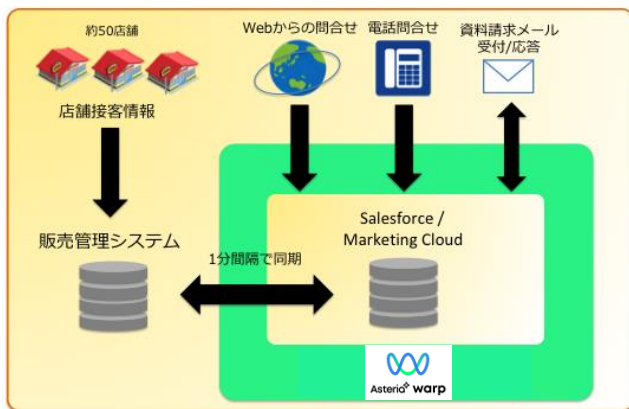 約50店舗
店舗接客情報
Webからの問合せ
電話問合せ
資料請求メール
受付/応答
販売管理システム
1分間隔で同期
Salesforce /
Marketing Cloud
Asteria warp